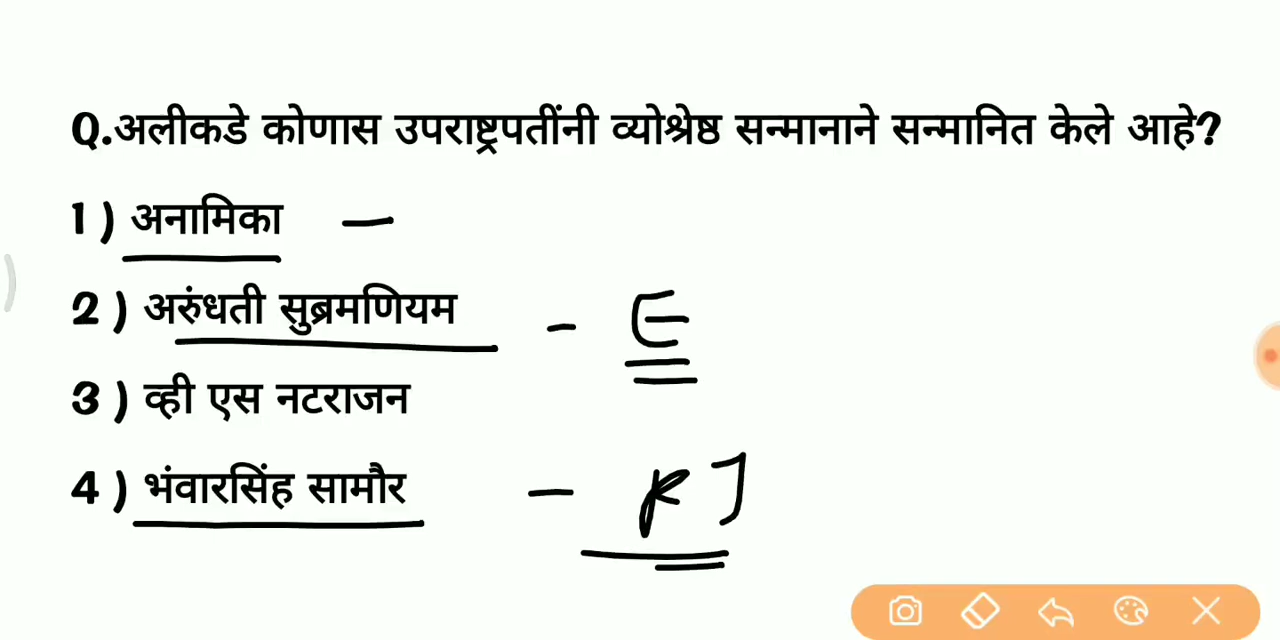 Q.अलीकडे कोणास उपराष्ट्रपतींनी व्योश्रेष्ठ सन्मानाने सन्मानित केले आहे?
1 ) अनामिका —
2 ) अरुंधती सुब्रमणियम - E
3 ) व्ही एस नटराजन
4 ) भंवारसिंह सामौर - RJ